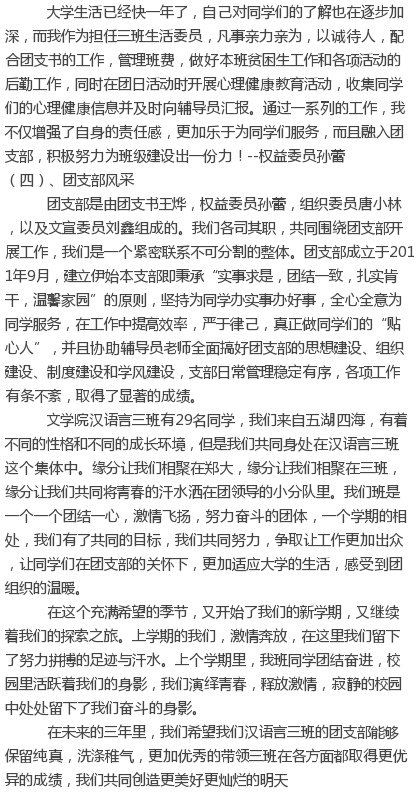 大学生活已经快一年了，自己对同学们的了解也在逐步加
深，而我作为担任三班生活委员，凡事亲力亲为，以诚待人，配
合团支书的工作，管理班费，做好本班贫困生工作和各项活动的
后勤工作，同时在团日活动时开展心理健康教育活动，收集同学
们的心理健康信息并及时向辅导员汇报。通过一系列的工作，我
不仅增强了自身的责任感，更加乐于为同学们服务，而且融入团
支部，积极努力为班级建设出一份力！--权益委员孙蕾
（四）、团支部风采
团支部是由团支书王烨，权益委员孙蕾，组织委员唐小林
，以及文宣委员刘鑫组成的。我们各司其职，共同围绕团支部开
展工作，我们是一个紧密联系不可分割的整体。团支部成立于201
1年9月，建立伊始本支部即秉承“实事求是，团结一致，扎实肯
干，温馨家园”的原则，坚持为同学办实事办好事，全心全意为
同学服务，在工作中提高效率，严于律己，真正做同学们的“贴
心人”，并且协助辅导员老师全面搞好团支部的思想建设、组织
建设、制度建设和学风建设，支部日常管理稳定有序，各项工作
有条不紊，取得了显著的成绩。
文学院汉语言三班有29名同学，我们来自五湖四海，有着
不同的性格和不同的成长环境，但是我们共同身处在汉语言三班
这个集体中。缘分让我们相聚在郑大，缘分让我们相聚在三班，
缘分让我们共同将青春的汗水洒在团领导的小分队里。我们班是
一个一个团结一心，激情飞扬，努力奋斗的团体，一个学期的相
处，我们有了共同的目标，我们共同努力，争取让工作更加出众
，让同学们在团支部的关怀下，更加适应大学的生活，感受到团
组织的温暖。
在这个充满希望的季节，又开始了我们的新学期，又继续
着我们的探索之旅。上学期的我们，激情奔放，在这里我们留下
了努力拼搏的足迹与汗水。上个学期里，我班同学团结奋进，校
园里活跃着我们的身影，我们演绎青春，释放激情，寂静的校园
中处处留下了我们奋斗的身影。
在未来的三年里，我们希望我们汉语言三班的团支部能够
保留纯真，洗涤稚气，更加优秀的带领三班在各方面都取得更优
异的成绩，我们共同创造更美好更灿烂的明天